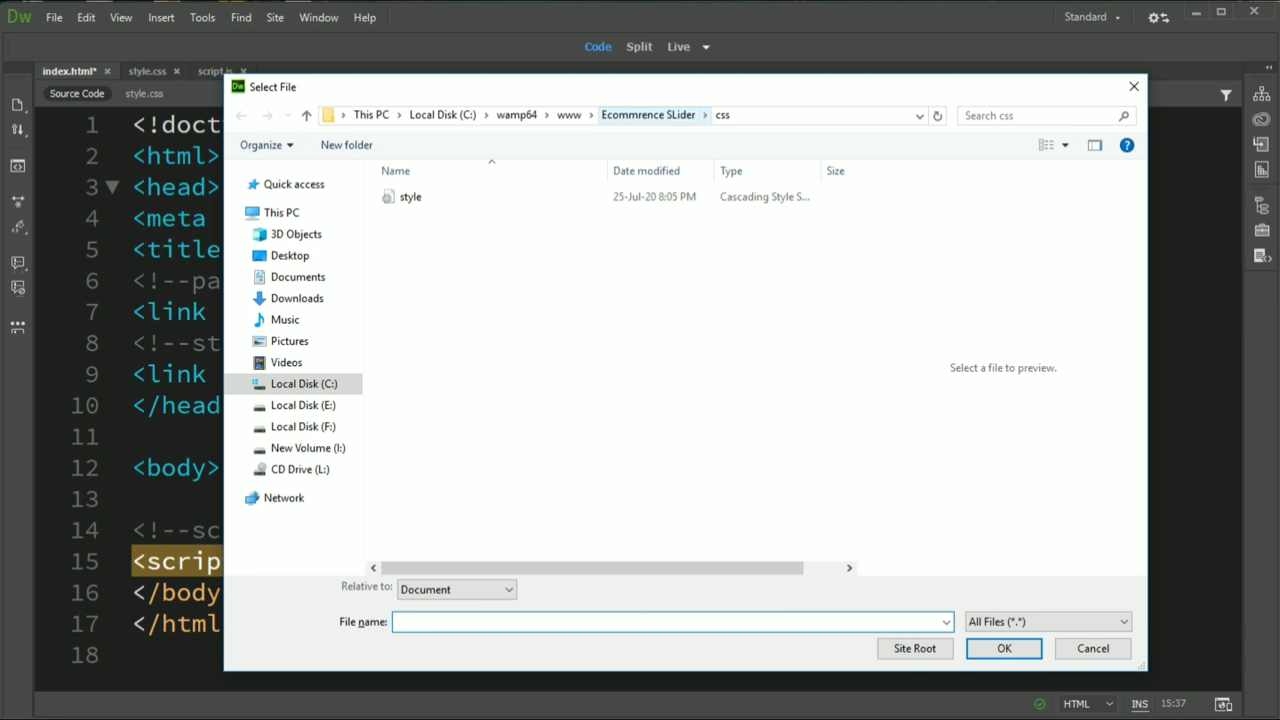 Dw File Edit View Insert Tools Find Site Window Help Standard
Code Split Live
index.html* × style.css × script.js ×
Source Code style.css
1 <!doct
2 <html>
3 <head>
4 <meta
5 <title
6 <!--pa
7 <link
8 <!--st
9 <link
10 </head
11
12 <body>
13
14 <!--sc
15 <scrip
16 </body
17 </html
18
Dw Select File
This PC > Local Disk (C:) > wamp64 > www > Ecommrence SLider > css
Search css
Organize New folder
Name Date modified Type Size
style 25-Jul-20 8:05 PM Cascading Style S...
Quick access
This PC
3D Objects
Desktop
Documents
Downloads
Music
Pictures
Videos
Local Disk (C:)
Local Disk (E:)
Local Disk (F:)
New Volume (I:)
CD Drive (L:)
Network
Select a file to preview.
Relative to: Document
File name: All Files (*.*)
Site Root OK Cancel
HTML INS 15:37